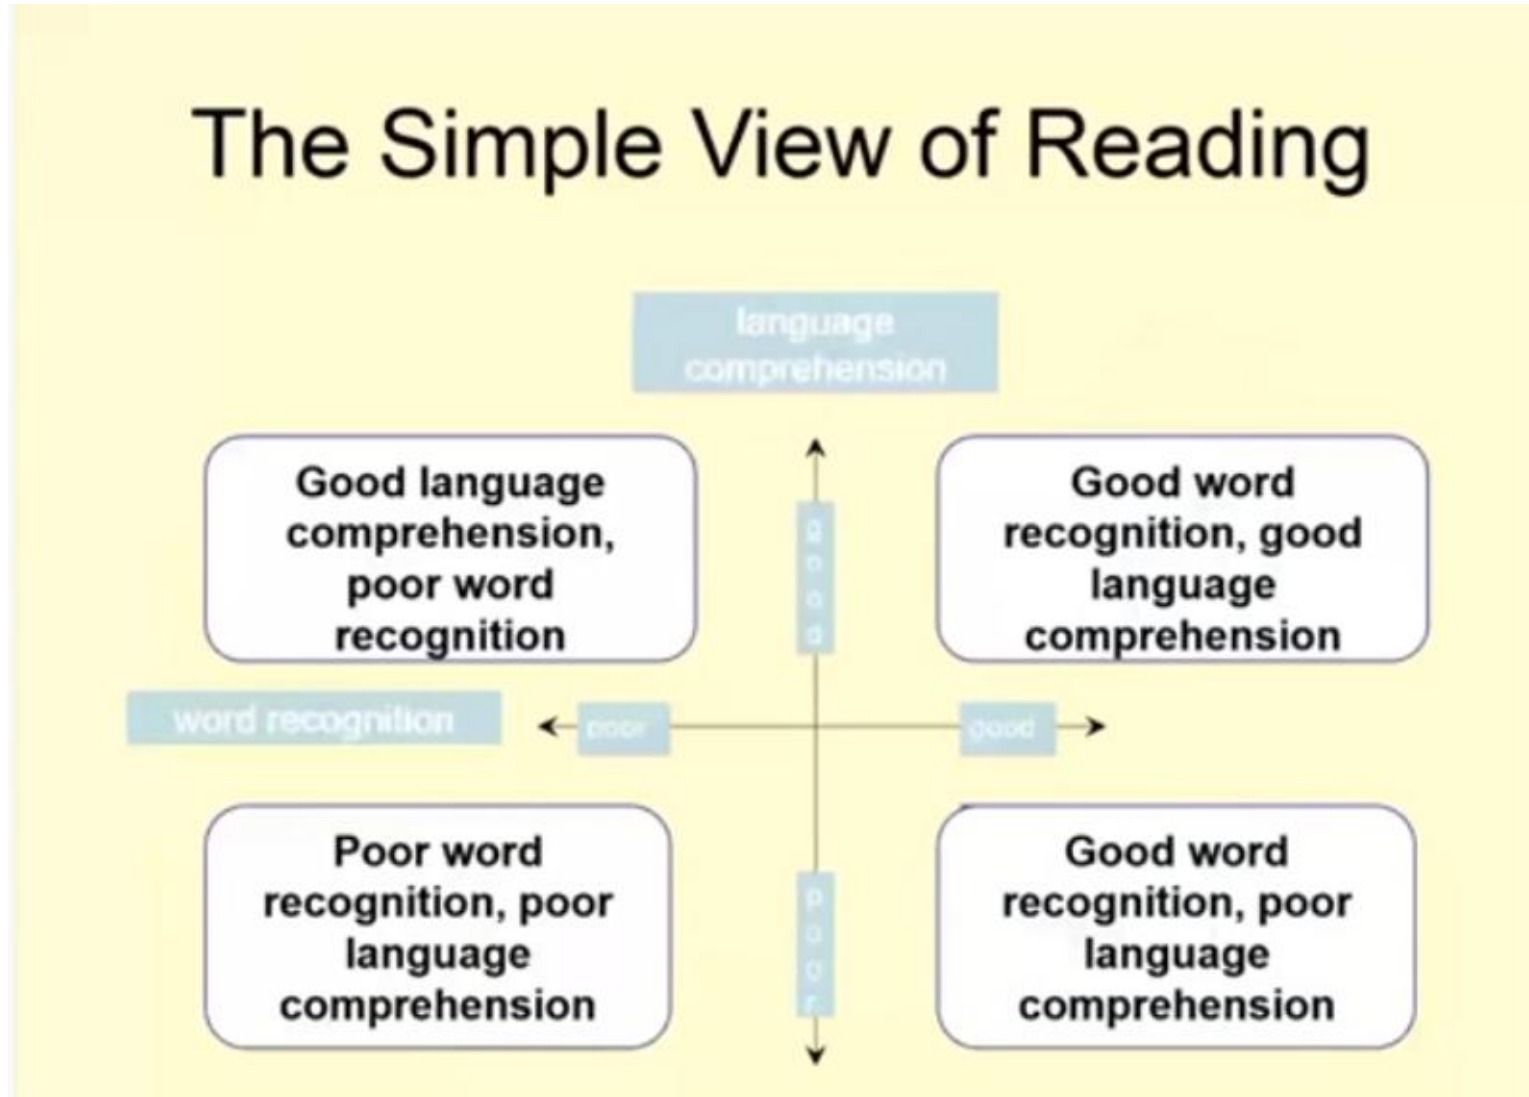 The Simple View of Reading
language
comprehension
Good language
comprehension,
poor word
recognition
good
Good word
recognition, good
language
comprehension
word recognition
poor
good
Poor word
recognition, poor
language
comprehension
poor
Good word
recognition, poor
language
comprehension